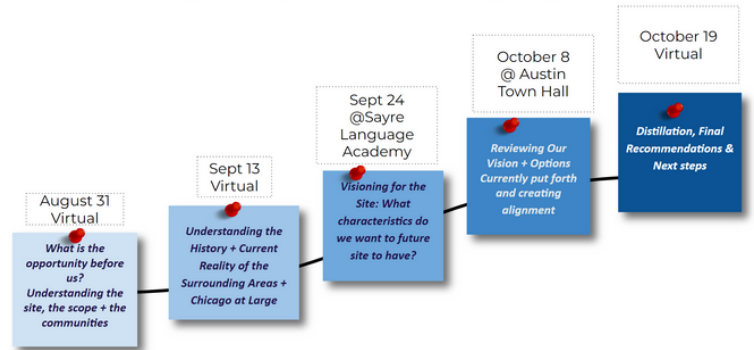 August 31
Virtual
What is the
opportunity before
us?
Understanding the
site, the scope + the
communities
Sept 13
Virtual
Understanding the
History + Current
Reality of the
Surrounding Areas +
Chicago at Large
Sept 24
@Sayre
Language
Academy
Visioning for the
Site: What
characteristics do
we want to future
site to have?
October 8
@ Austin
Town Hall
Reviewing Our
Vision + Options
Currently put forth
and creating
alignment
October 19
Virtual
Distillation, Final
Recommendations &
Next steps